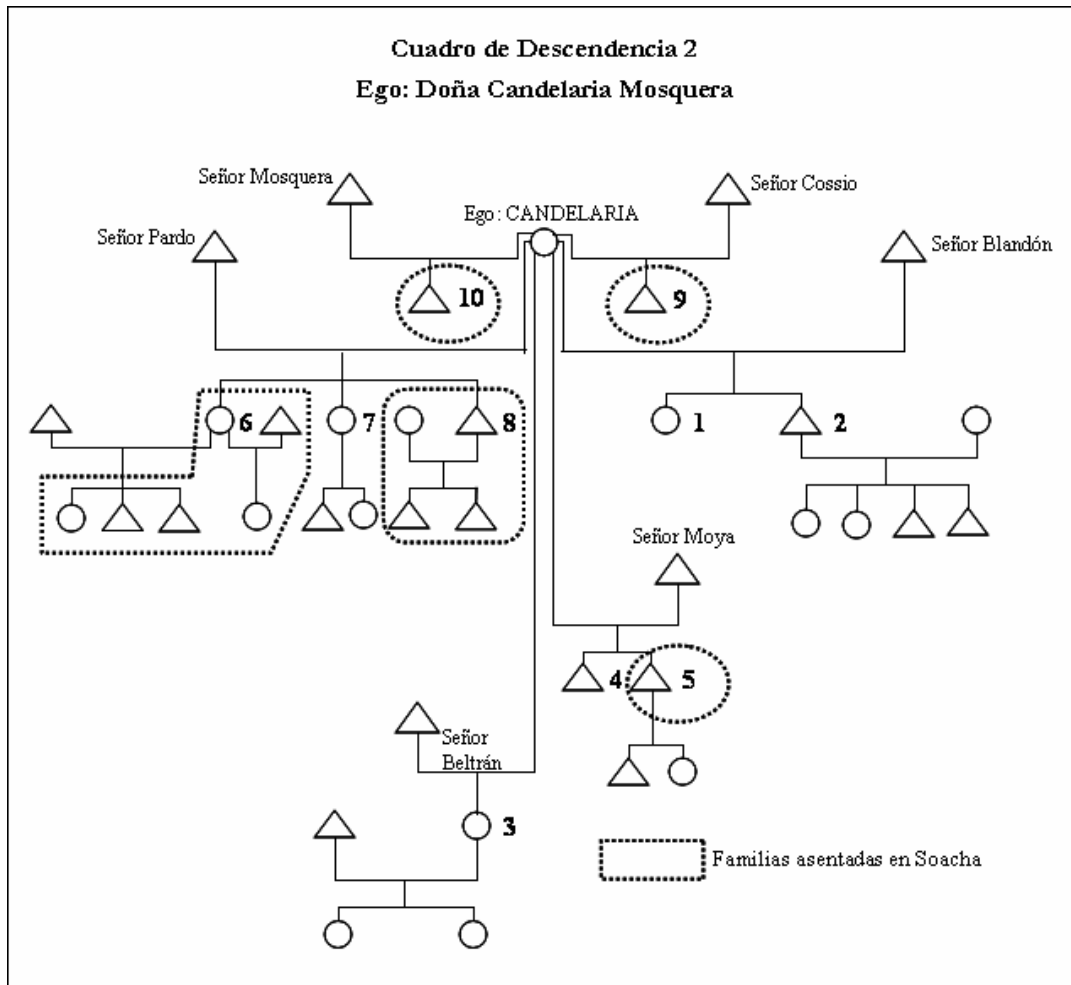 Cuadro de Descendencia 2
Ego: Doña Candelaria Mosquera
Señor Mosquera
Señor Cossio
Ego: CANDELARIA
Señor Pardo
Señor Blandón
10
9
6
7
8
1
2
Señor Moya
4
5
Señor
Beltrán
3
Familias asentadas en Soacha